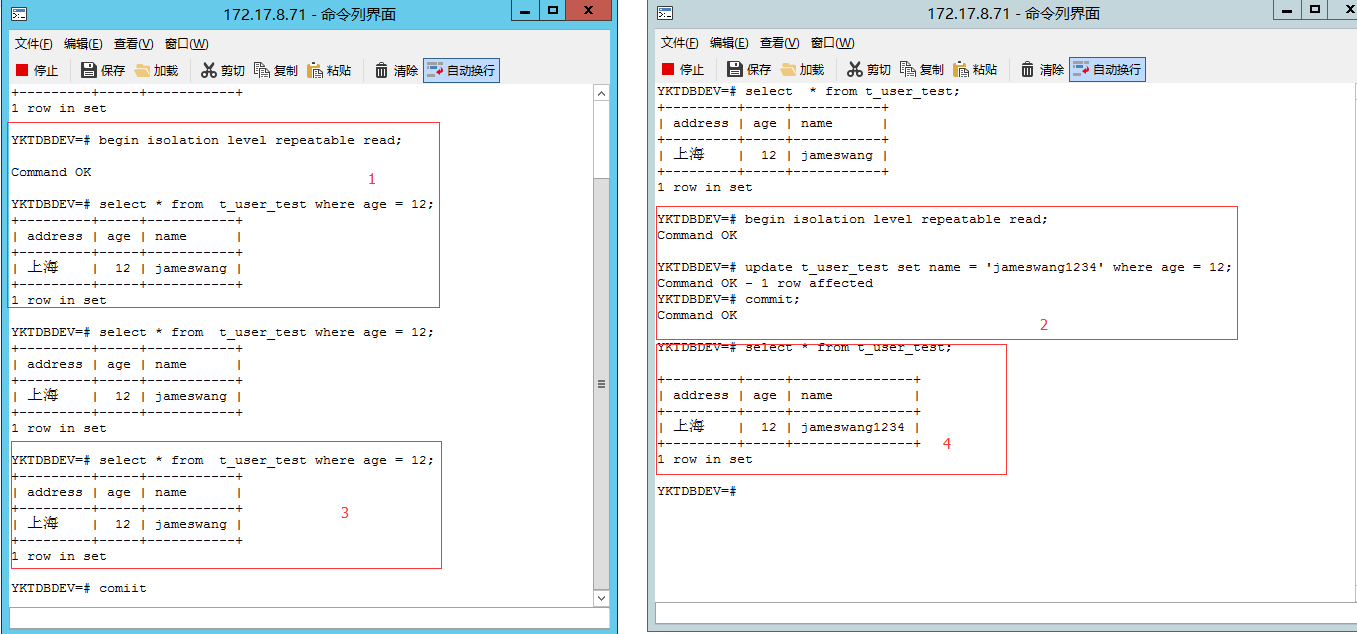 172.17.8.71 - 命令列界面
文件(F) 编辑(E) 查看(V) 窗口(W)
停止 保存 加载 剪切 复制 粘贴 清除 自动换行
+---------+-----+-----------+
1 row in set
YKTDBDEV=# begin isolation level repeatable read;
Command OK
1
YKTDBDEV=# select * from  t_user_test where age = 12;
+---------+-----+-----------+
| address | age | name      |
+---------+-----+-----------+
| 上海    |  12 | jameswang |
+---------+-----+-----------+
1 row in set
YKTDBDEV=# select * from  t_user_test where age = 12;
+---------+-----+-----------+
| address | age | name      |
+---------+-----+-----------+
| 上海    |  12 | jameswang |
+---------+-----+-----------+
1 row in set
YKTDBDEV=# select * from  t_user_test where age = 12;
+---------+-----+-----------+
| address | age | name      |
+---------+-----+-----------+
3
| 上海    |  12 | jameswang |
+---------+-----+-----------+
1 row in set
YKTDBDEV=# comiit
172.17.8.71 - 命令列界面
文件(F) 编辑(E) 查看(V) 窗口(W)
停止 保存 加载 剪切 复制 粘贴 清除 自动换行
YKTDBDEV=# select  * from t_user_test;
+---------+-----+-----------+
| address | age | name      |
+---------+-----+-----------+
| 上海    |  12 | jameswang |
+---------+-----+-----------+
1 row in set
YKTDBDEV=# begin isolation level repeatable read;
Command OK
YKTDBDEV=# update t_user_test set name = 'jameswang1234' where age = 12;
Command OK - 1 row affected
YKTDBDEV=# commit;
Command OK
2
YKTDBDEV=# select * from t_user_test;
+---------+-----+---------------+
| address | age | name          |
+---------+-----+---------------+
| 上海    |  12 | jameswang1234 |
+---------+-----+---------------+
4
1 row in set
YKTDBDEV=#